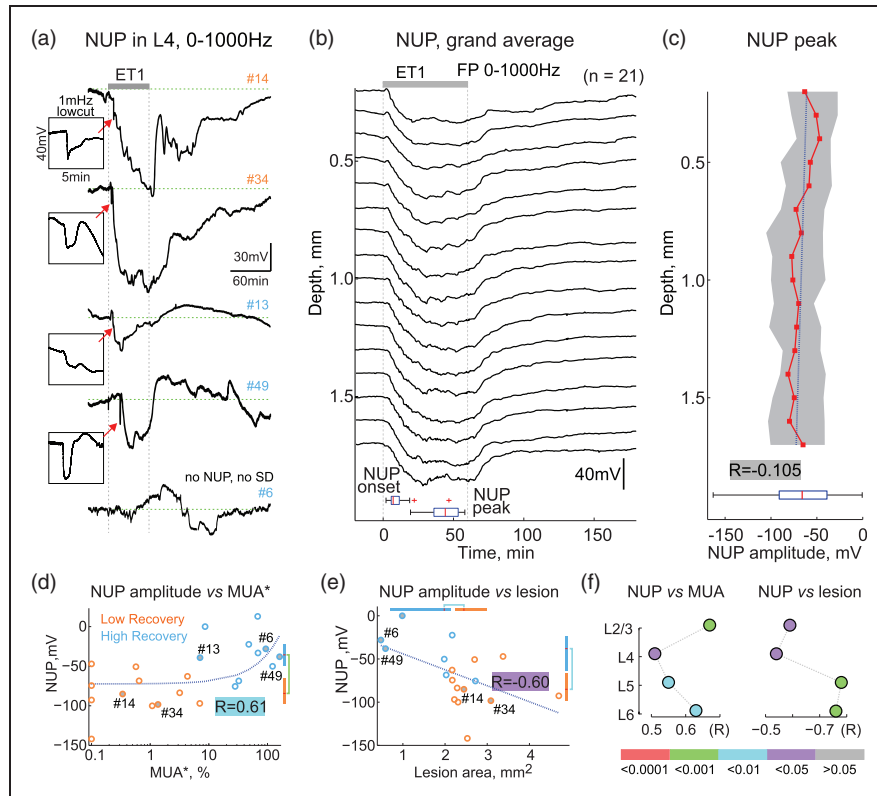 (a) NUP in L4, 0-1000Hz
ET1
#14
1mHz
lowcut
40mV
5min
#34
30mV
60min
#13
#49
no NUP, no SD
#6
(b) NUP, grand average
ET1 FP 0-1000Hz (n = 21)
0.5
1.0
1.5
Depth, mm
40mV
NUP
onset
NUP
peak
0 50 100 150
Time, min
(c) NUP peak
0.5
1.0
1.5
Depth, mm
R=-0.105
-150 -100 -50 0
NUP amplitude, mV
(d) NUP amplitude vs MUA*
Low Recovery
High Recovery
#6
#13
#49
#14
#34
R=0.61
0
-50
-100
-150
NUP, mV
0.1 1 10 100
MUA*, %
(e) NUP amplitude vs lesion
#6
#49
R=-0.60
#14
#34
0
-50
-100
-150
NUP, mV
1 2 3 4
Lesion area, mm²
(f) NUP vs MUA NUP vs lesion
L2/3
L4
L5
L6
0.5 0.6 (R)
-0.5 -0.7 (R)
<0.0001 <0.001 <0.01 <0.05 >0.05